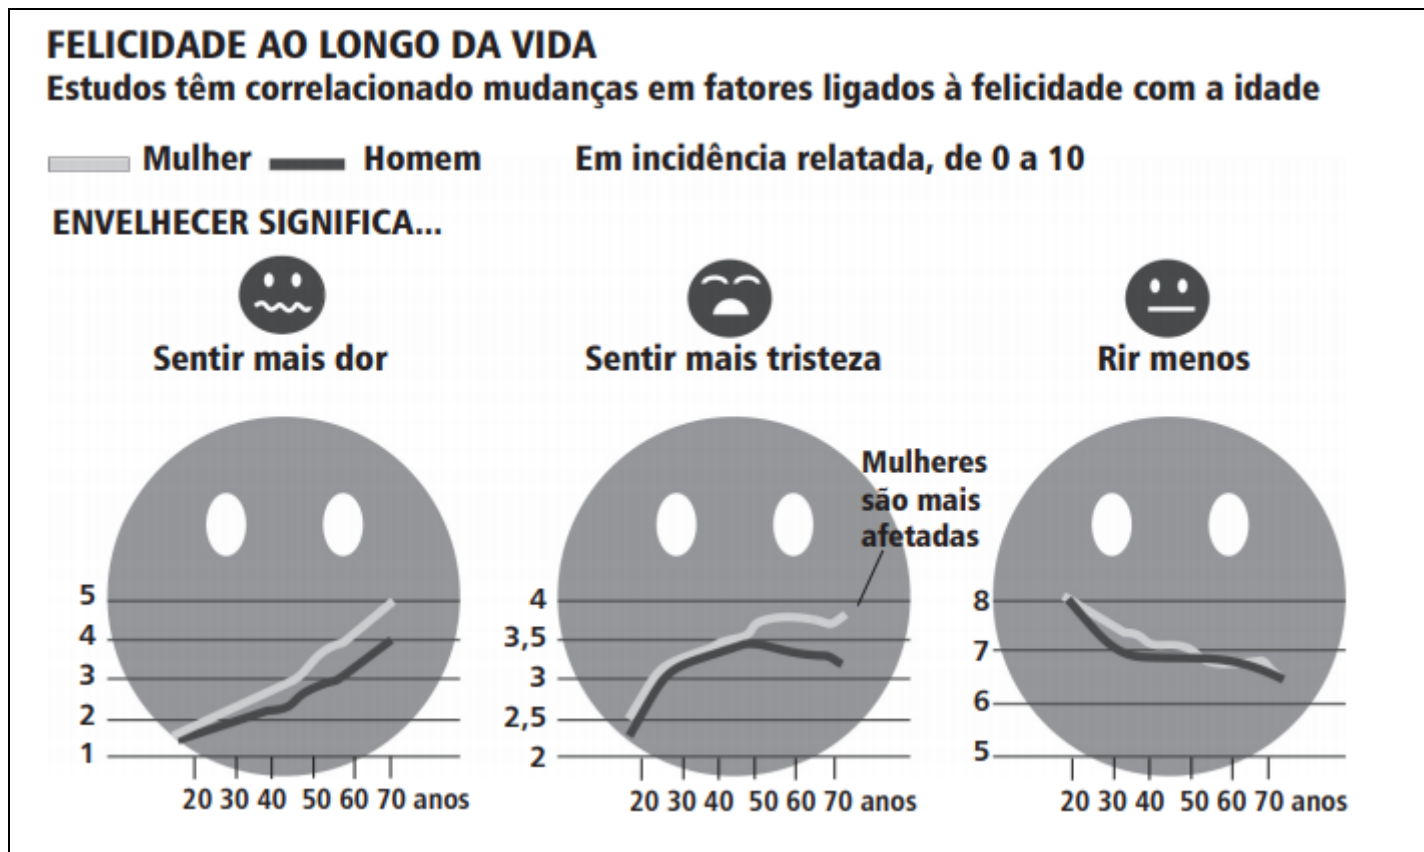 FELICIDADE AO LONGO DA VIDA
Estudos têm correlacionado mudanças em fatores ligados à felicidade com a idade
Mulher Homem Em incidência relatada, de 0 a 10
ENVELHECER SIGNIFICA...
Sentir mais dor
5
4
3
2
1
20 30 40 50 60 70 anos
Sentir mais tristeza
Mulheres
são mais
afetadas
4
3,5
3
2,5
2
20 30 40 50 60 70 anos
Rir menos
8
7
6
5
20 30 40 50 60 70 anos